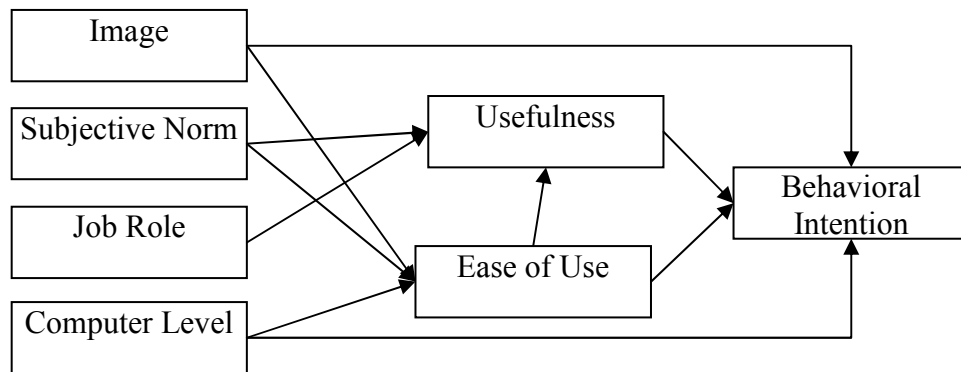 Image
Subjective Norm
Usefulness
Behavioral
Intention
Job Role
Ease of Use
Computer Level